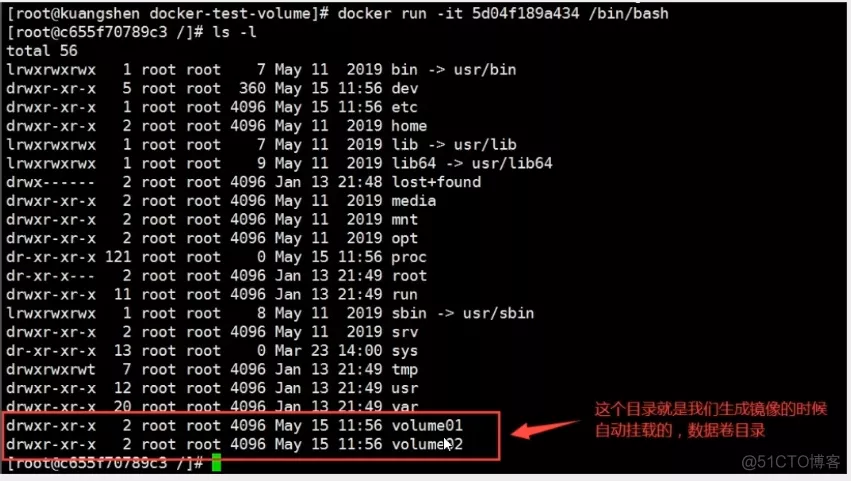 [root@kuangshen docker-test-volume]# docker run -it 5d04f189a434 /bin/bash
[root@c655f70789c3 /]# ls -l
total 56
lrwxrwxrwx   1 root root    7 May 11  2019 bin -> usr/bin
drwxr-xr-x   5 root root  360 May 15 11:56 dev
drwxr-xr-x   1 root root 4096 May 15 11:56 etc
drwxr-xr-x   2 root root 4096 May 11  2019 home
lrwxrwxrwx   1 root root    7 May 11  2019 lib -> usr/lib
lrwxrwxrwx   1 root root    9 May 11  2019 lib64 -> usr/lib64
drwx------   2 root root 4096 Jan 13 21:48 lost+found
drwxr-xr-x   2 root root 4096 May 11  2019 media
drwxr-xr-x   2 root root 4096 May 11  2019 mnt
drwxr-xr-x   2 root root 4096 May 11  2019 opt
dr-xr-xr-x 121 root root    0 May 15 11:56 proc
dr-xr-x---   2 root root 4096 Jan 13 21:49 root
drwxr-xr-x  11 root root 4096 Jan 13 21:49 run
lrwxrwxrwx   1 root root    8 May 11  2019 sbin -> usr/sbin
drwxr-xr-x   2 root root 4096 May 11  2019 srv
dr-xr-xr-x  13 root root    0 Mar 23 14:00 sys
drwxrwxrwt   7 root root 4096 Jan 13 21:49 tmp
drwxr-xr-x  12 root root 4096 Jan 13 21:49 usr
drwxr-xr-x  20 root root 4096 Jan 13 21:49 var
drwxr-xr-x   2 root root 4096 May 15 11:56 volume01
drwxr-xr-x   2 root root 4096 May 15 11:56 volume02
[root@c655f70789c3 /]#
这个目录就是我们生成镜像的时候
自动挂载的，数据卷目录
@51CTO博客